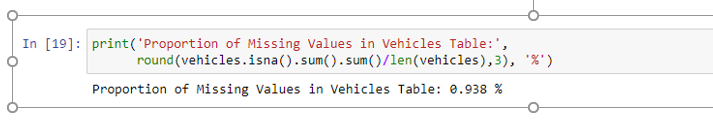 In [19]: print('Proportion of Missing Values in Vehicles Table:',
round(vehicles.isna().sum().sum()/len(vehicles),3), '%')
Proportion of Missing Values in Vehicles Table: 0.938 %